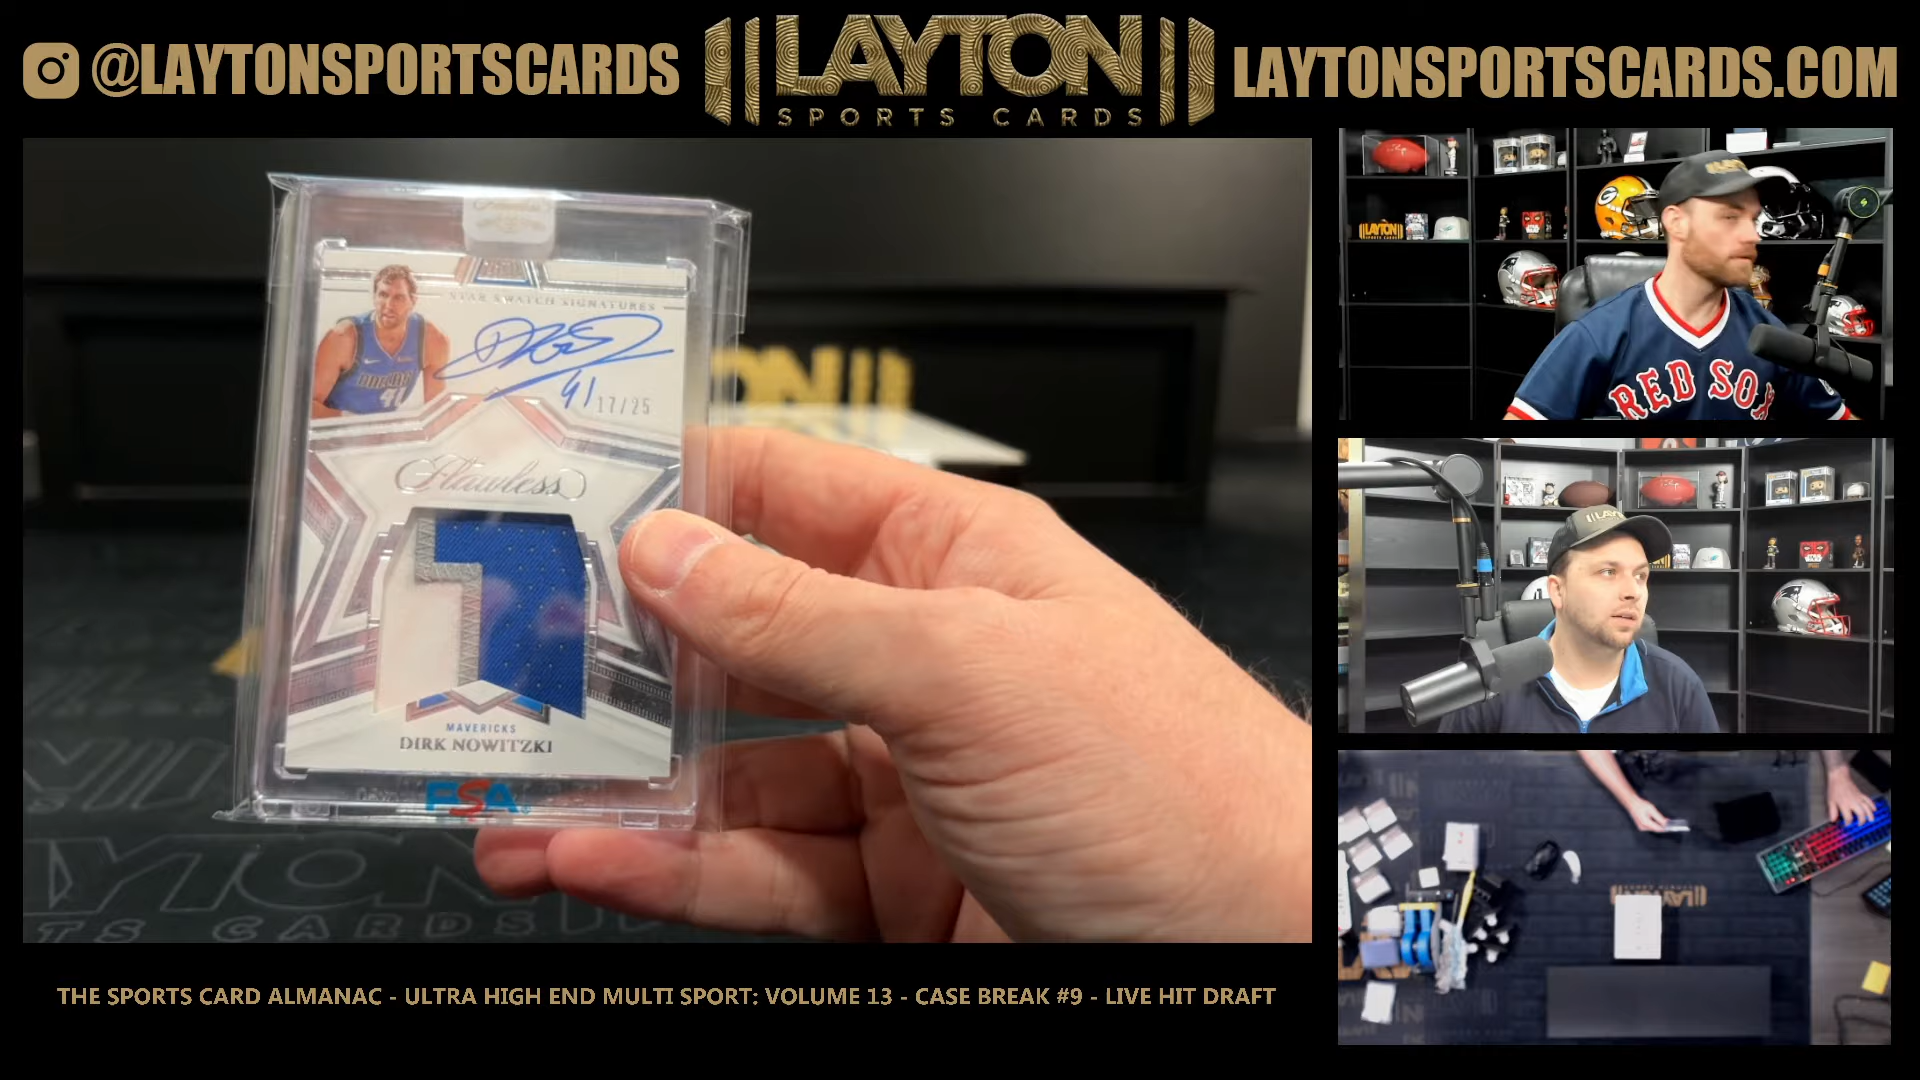 @LAYTONSPORTSCARDS
LAYTON
SPORTS CARDS
LAYTONSPORTSCARDS.COM
STAR SWATCH SIGNATURES
41
17/25
Flawless
MAVERICKS
DIRK NOWITZKI
PSA
RED SOX
LAYTON
THE SPORTS CARD ALMANAC - ULTRA HIGH END MULTI SPORT: VOLUME 13 - CASE BREAK #9 - LIVE HIT DRAFT